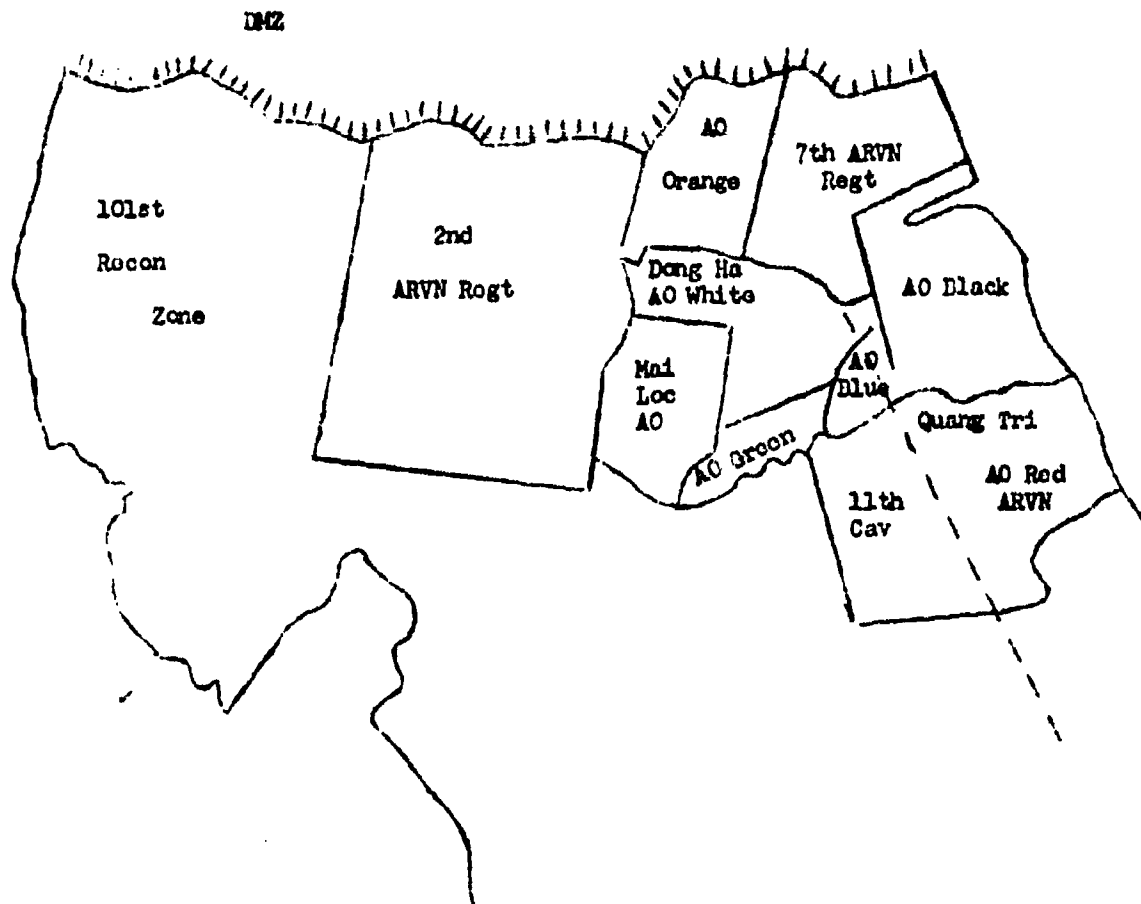 DMZ
101st
Recon
Zone
2nd
ARVN Regt
AO
Orange
7th ARVN
Regt
Dong Ha
AO White
AO Black
Mai
Loc
AO
AO
Blue
AO Green
Quang Tri
11th
Cav
AO Red
ARVN